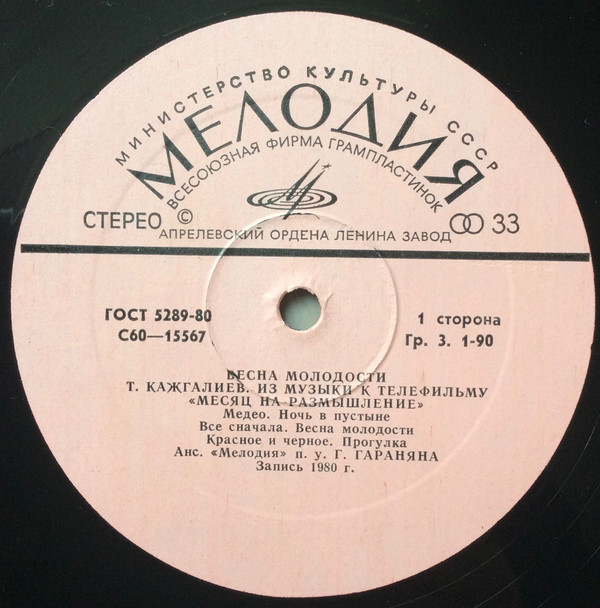 МИНИСТЕРСТВО КУЛЬТУРЫ СССР
МЕЛОДИЯ
ВСЕСОЮЗНАЯ ФИРМА ГРАМПЛАСТИНОК
СТЕРЕО © 33
АПРЕЛЕВСКИЙ ОРДЕНА ЛЕНИНА ЗАВОД
ГОСТ 5289-80
С60—15567
1 сторона
Гр. 3. 1-90
ВЕСНА МОЛОДОСТИ
Т. КАЖГАЛИЕВ. ИЗ МУЗЫКИ К ТЕЛЕФИЛЬМУ
«МЕСЯЦ НА РАЗМЫШЛЕНИЕ»
Медео. Ночь в пустыне
Все сначала. Весна молодости
Красное и черное. Прогулка
Анс. «Мелодия» п. у. Г. ГАРАНЯНА
Запись 1980 г.